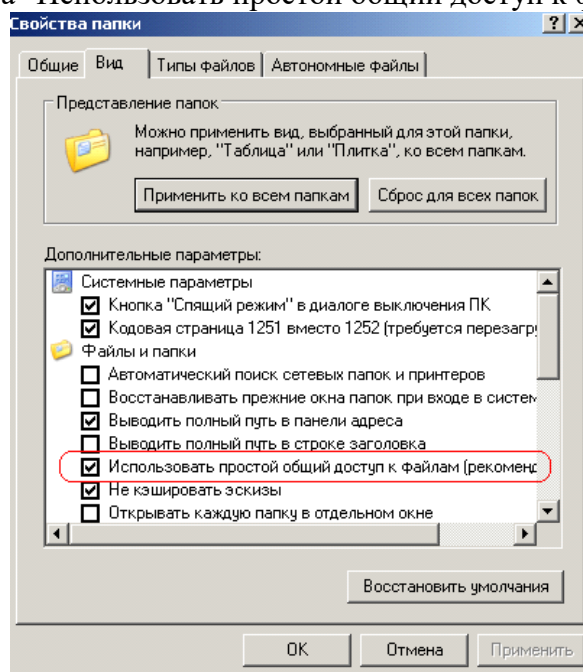 а "Использовать простой общий доступ к ф
Свойства папки
Общие Вид Типы файлов Автономные файлы
Представление папок
Можно применить вид, выбранный для этой папки,
например, "Таблица" или "Плитка", ко всем папкам.
Применить ко всем папкам Сброс для всех папок
Дополнительные параметры:
Системные параметры
Кнопка "Спящий режим" в диалоге выключения ПК
Кодовая страница 1251 вместо 1252 (требуется перезагру
Файлы и папки
Автоматический поиск сетевых папок и принтеров
Восстанавливать прежние окна папок при входе в систем
Выводить полный путь в панели адреса
Выводить полный путь в строке заголовка
Использовать простой общий доступ к файлам (рекоменд
Не кэшировать эскизы
Открывать каждую папку в отдельном окне
Восстановить умолчания
OK Отмена Применить